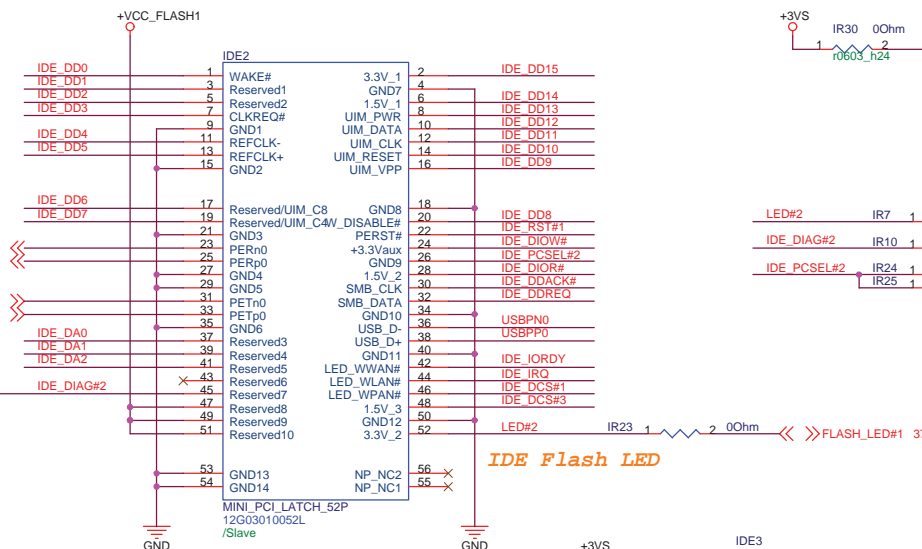 +VCC_FLASH1
+3VS
IR30 0Ohm
1 2
r0603_h24
IDE2
IDE_DD0 1 WAKE# 3.3V_1 2 IDE_DD15
IDE_DD1 3 Reserved1 GND7 4
IDE_DD2 5 Reserved2 1.5V_1 6 IDE_DD14
IDE_DD3 7 CLKREQ# UIM_PWR 8 IDE_DD13
9 GND1 UIM_DATA 10 IDE_DD12
IDE_DD4 11 REFCLK- UIM_CLK 12 IDE_DD11
IDE_DD5 13 REFCLK+ UIM_RESET 14 IDE_DD10
15 GND2 UIM_VPP 16 IDE_DD9
IDE_DD6 17 Reserved/UIM_C8 GND8 18
IDE_DD7 19 Reserved/UIM_C4 W_DISABLE# 20 IDE_DD8
21 GND3 PERST# 22 IDE_RST#1
23 PERn0 +3.3Vaux 24 IDE_DIOW#
25 PERp0 GND9 26 IDE_PCSEL#2
27 GND4 1.5V_2 28 IDE_DIOR#
29 GND5 SMB_CLK 30 IDE_DDACK#
31 PETn0 SMB_DATA 32 IDE_DDREQ
33 PETp0 GND10 34
35 GND6 USB_D- 36 USBPN0
IDE_DA0 37 Reserved3 USB_D+ 38 USBPP0
IDE_DA1 39 Reserved4 GND11 40
IDE_DA2 41 Reserved5 LED_WWAN# 42 IDE_IORDY
43 Reserved6 LED_WLAN# 44 IDE_IRQ
IDE_DIAG#2 45 Reserved7 LED_WPAN# 46 IDE_DCS#1
47 Reserved8 1.5V_3 48 IDE_DCS#3
49 Reserved9 GND12 50
51 Reserved10 3.3V_2 52 LED#2 IR23 1 2 0Ohm FLASH_LED#1 37
IDE Flash LED
53 GND13 NP_NC2 56
54 GND14 NP_NC1 55
MINI_PCI_LATCH_52P
12G03010052L
/Slave
GND
GND
LED#2 IR7 1
IDE_DIAG#2 IR10 1
IDE_PCSEL#2 IR24 1
IR25 1
+3VS
IDE3